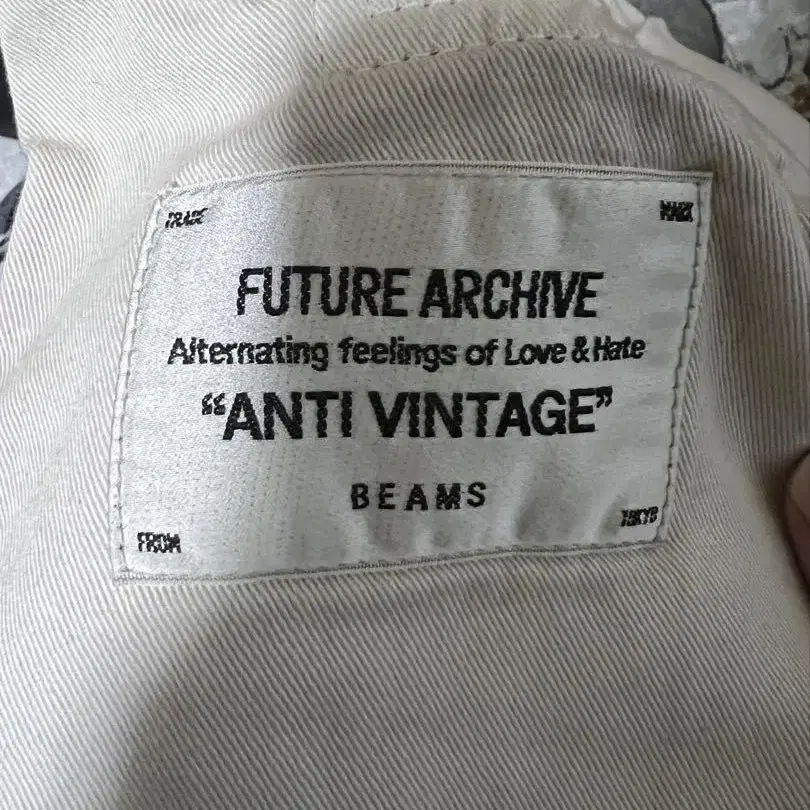 TRADE MARK
FUTURE ARCHIVE
Alternating feelings of Love & Hate
“ANTI VINTAGE”
BEAMS
FROM TOKYO